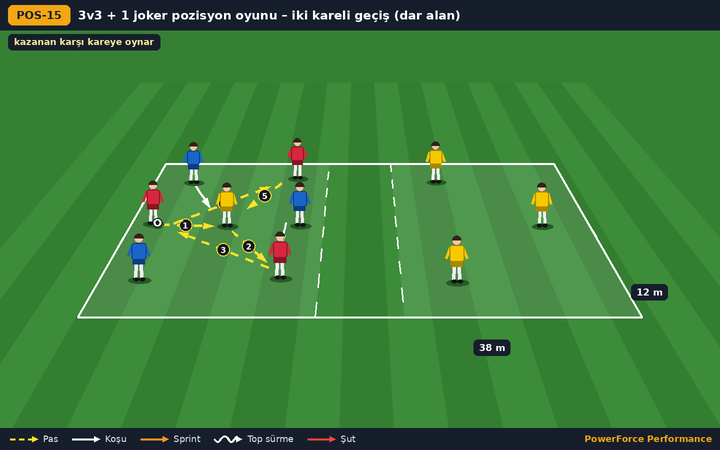 POS-15
3v3 + 1 joker pozisyon oyunu – iki kareli geçiş (dar alan)
kazanan karşı kareye oynar
5
1
2
3
12 m
38 m
Pas
Koşu
Sprint
Top sürme
Şut
PowerForce Performance